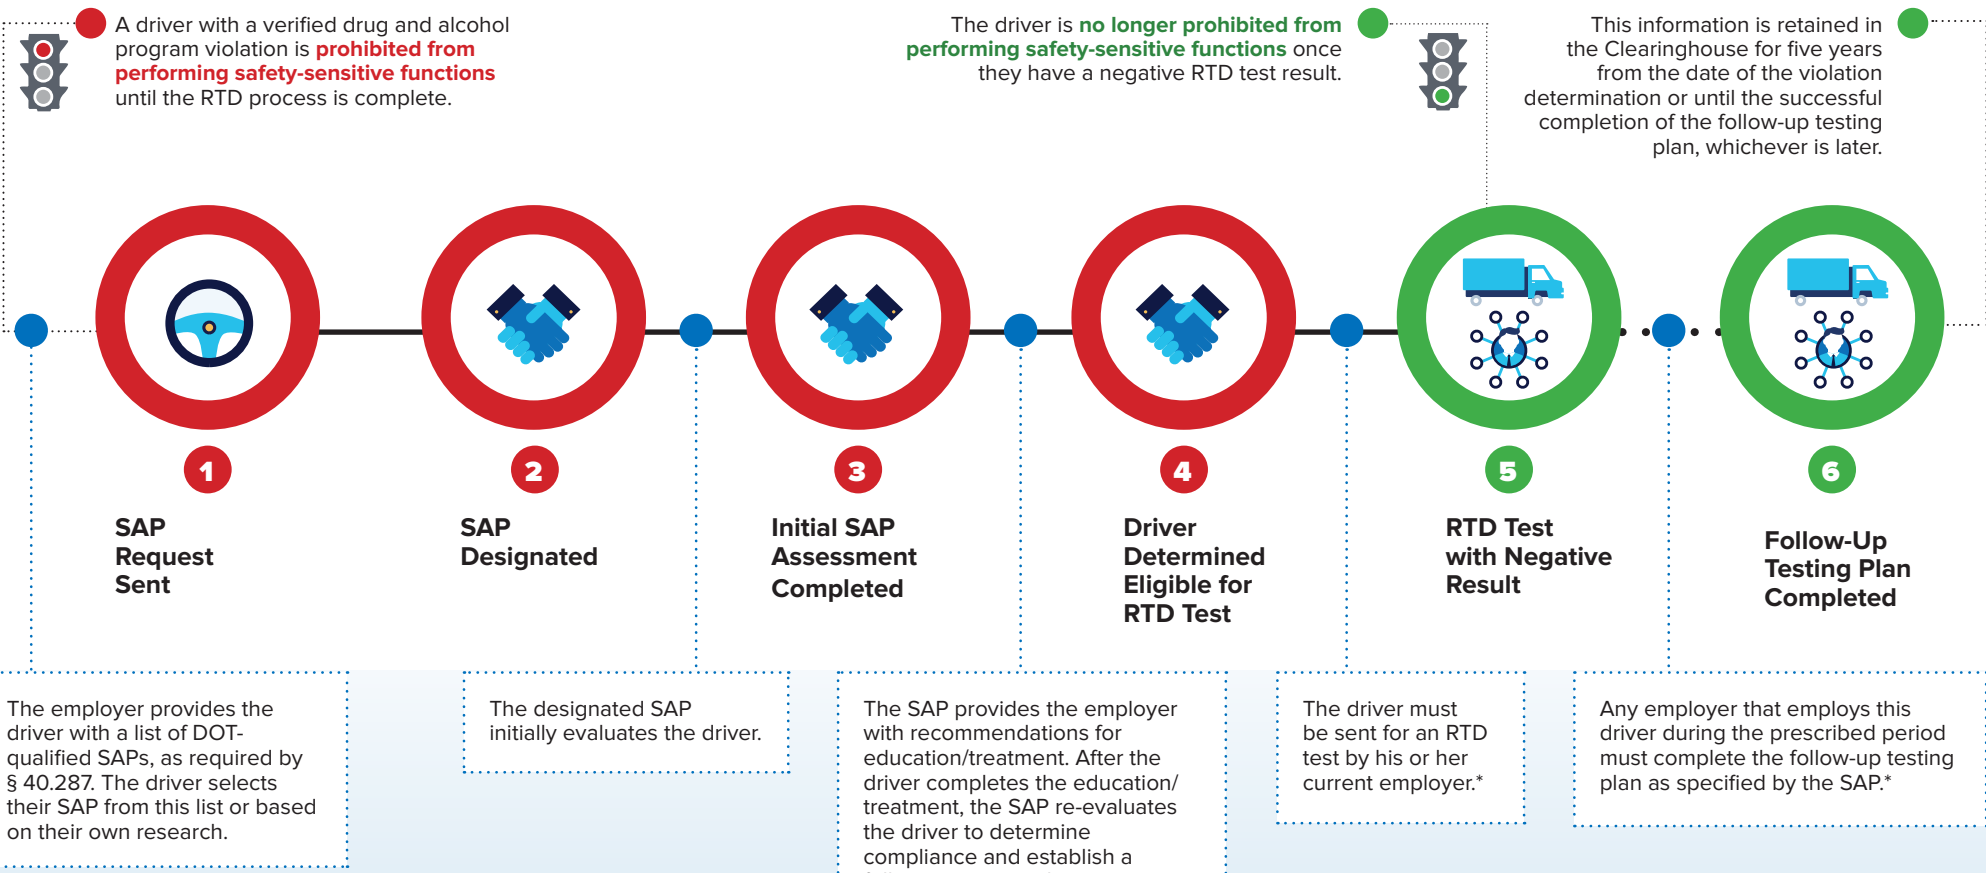 A driver with a verified drug and alcohol
program violation is prohibited from
performing safety-sensitive functions
until the RTD process is complete.
The driver is no longer prohibited from
performing safety-sensitive functions once
they have a negative RTD test result.
This information is retained in
the Clearinghouse for five years
from the date of the violation
determination or until the successful
completion of the follow-up testing
plan, whichever is later.
1
SAP
Request
Sent
2
SAP
Designated
3
Initial SAP
Assessment
Completed
4
Driver
Determined
Eligible for
RTD Test
5
RTD Test
with Negative
Result
6
Follow-Up
Testing Plan
Completed
The employer provides the
driver with a list of DOT-
qualified SAPs, as required by
§ 40.287. The driver selects
their SAP from this list or based
on their own research.
The designated SAP
initially evaluates the driver.
The SAP provides the employer
with recommendations for
education/treatment. After the
driver completes the education/
treatment, the SAP re-evaluates
the driver to determine
compliance and establish a
The driver must
be sent for an RTD
test by his or her
current employer.*
Any employer that employs this
driver during the prescribed period
must complete the follow-up testing
plan as specified by the SAP.*